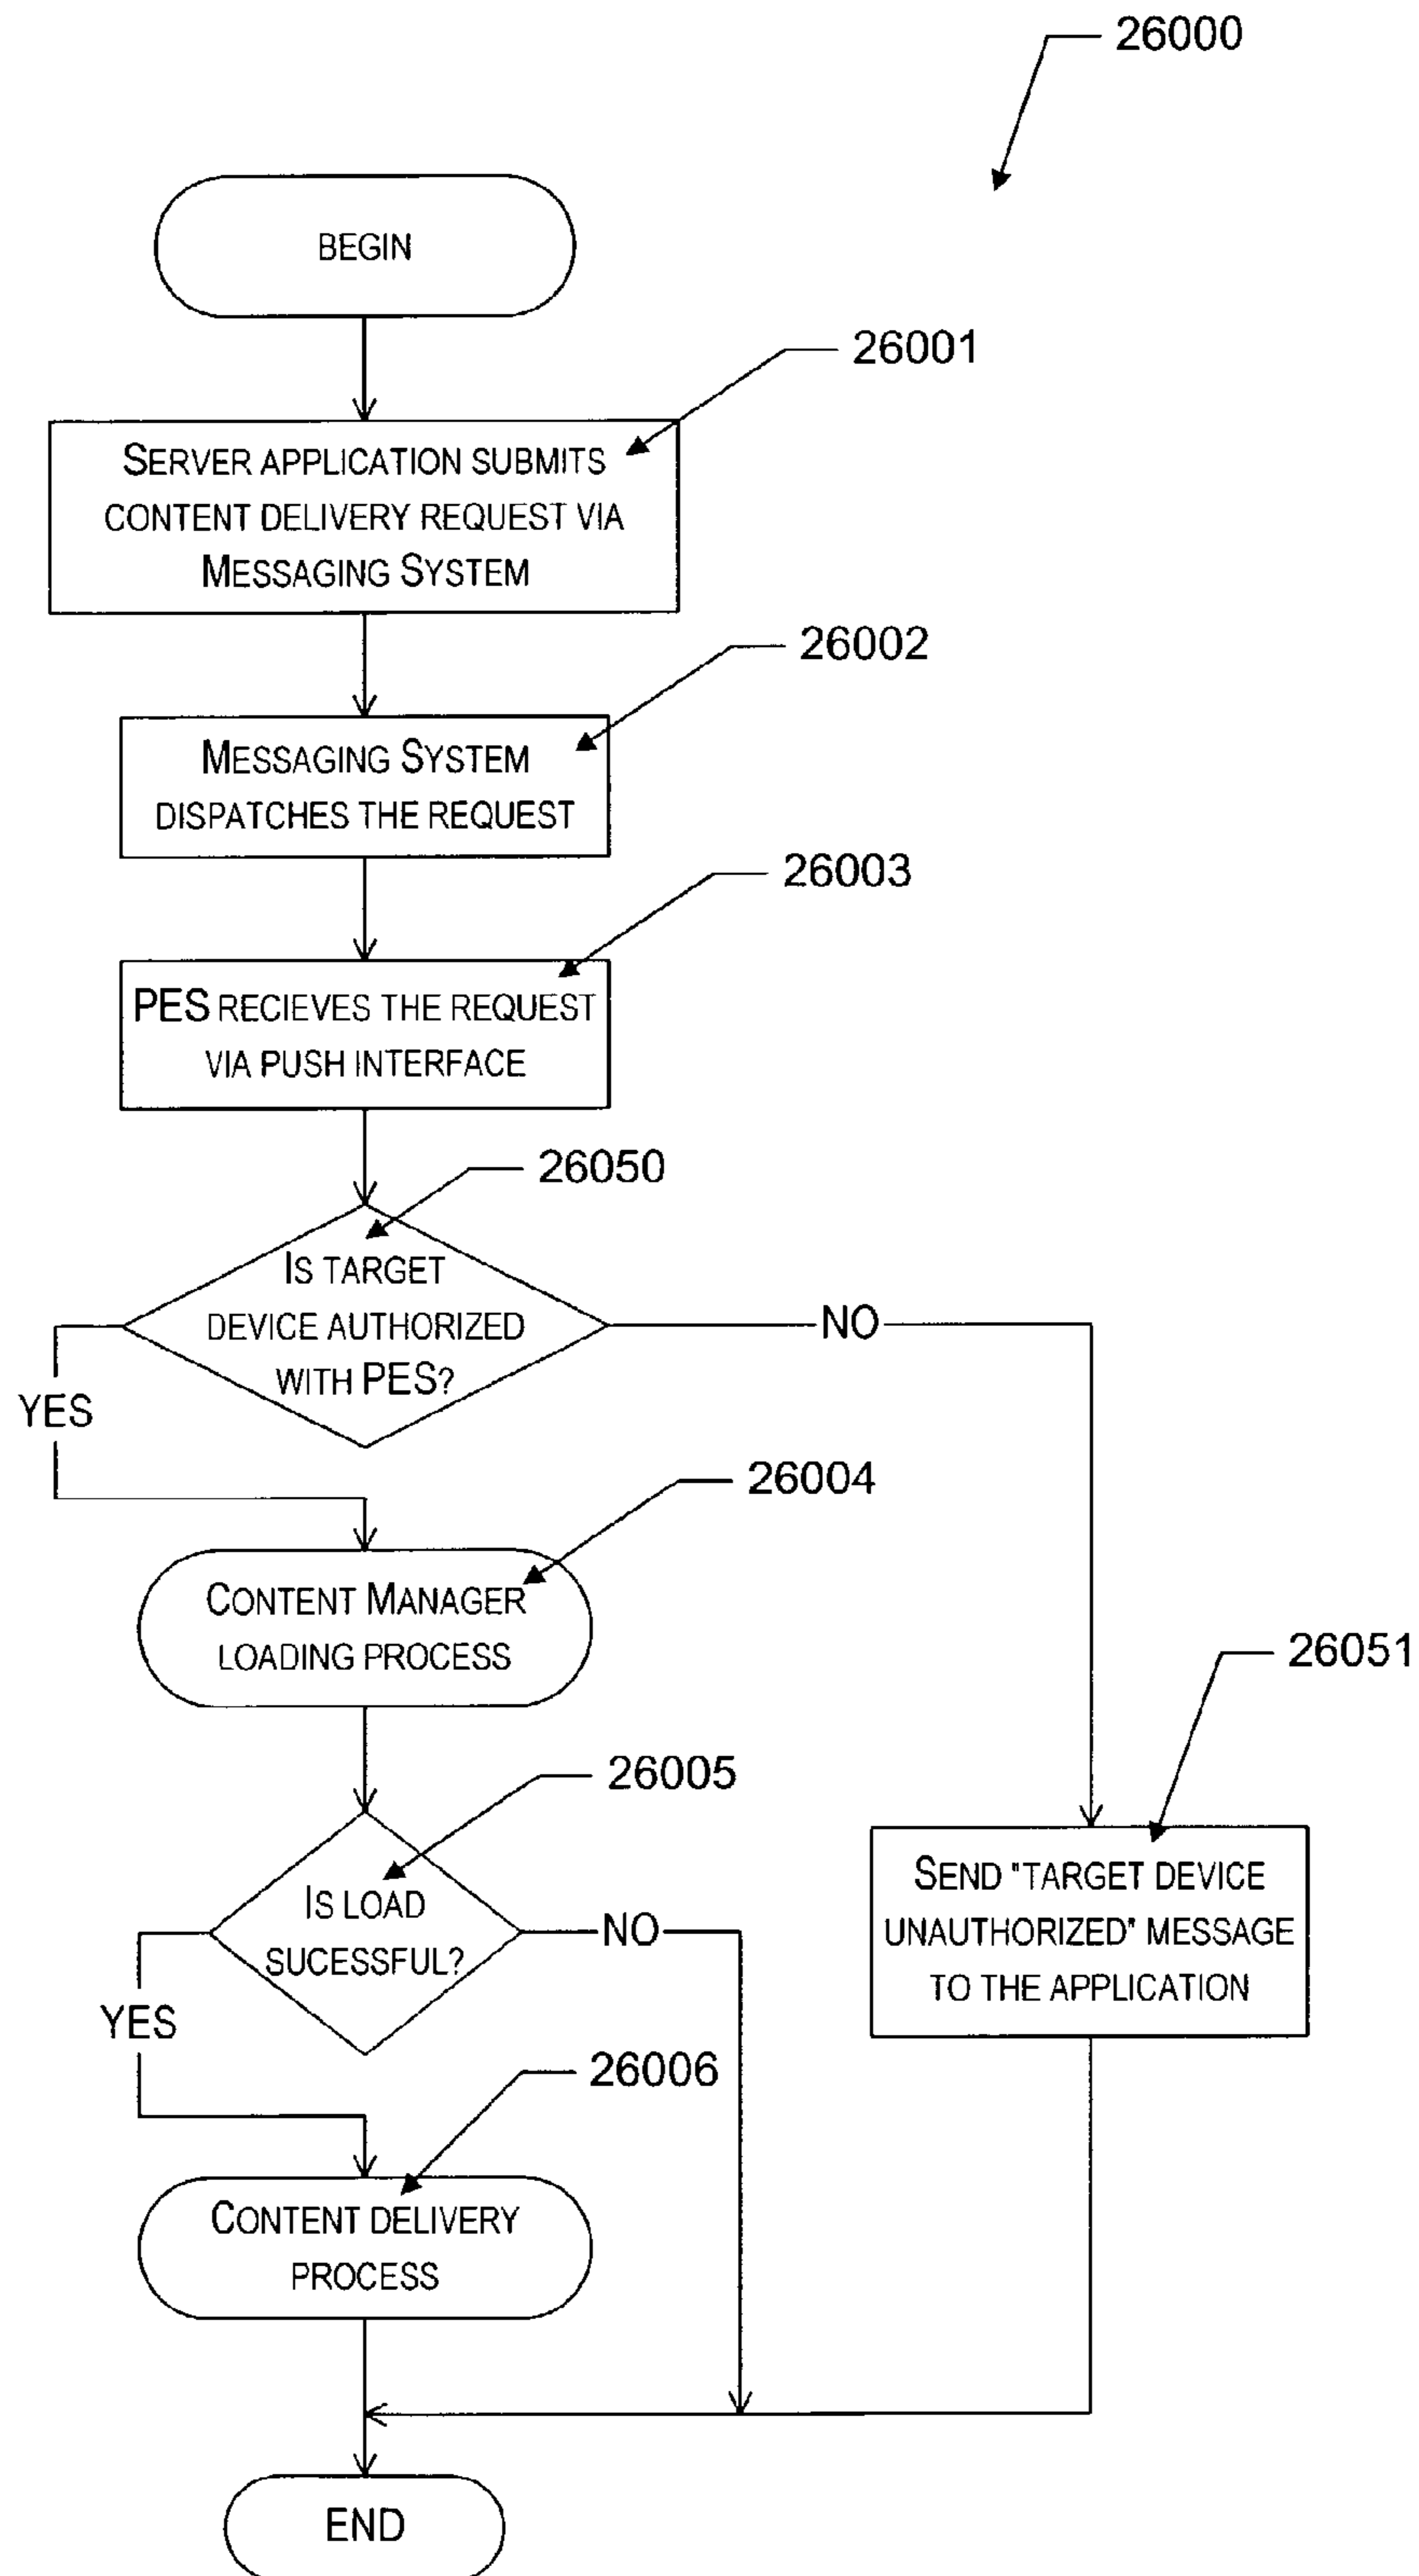 26000
BEGIN
26001
SERVER APPLICATION SUBMITS
CONTENT DELIVERY REQUEST VIA
MESSAGING SYSTEM
26002
MESSAGING SYSTEM
DISPATCHES THE REQUEST
26003
PES RECIEVES THE REQUEST
VIA PUSH INTERFACE
26050
IS TARGET
DEVICE AUTHORIZED
WITH PES?
NO
YES
26004
CONTENT MANAGER
LOADING PROCESS
26051
SEND "TARGET DEVICE
UNAUTHORIZED" MESSAGE
TO THE APPLICATION
26005
IS LOAD
SUCESSFUL?
NO
YES
26006
CONTENT DELIVERY
PROCESS
END